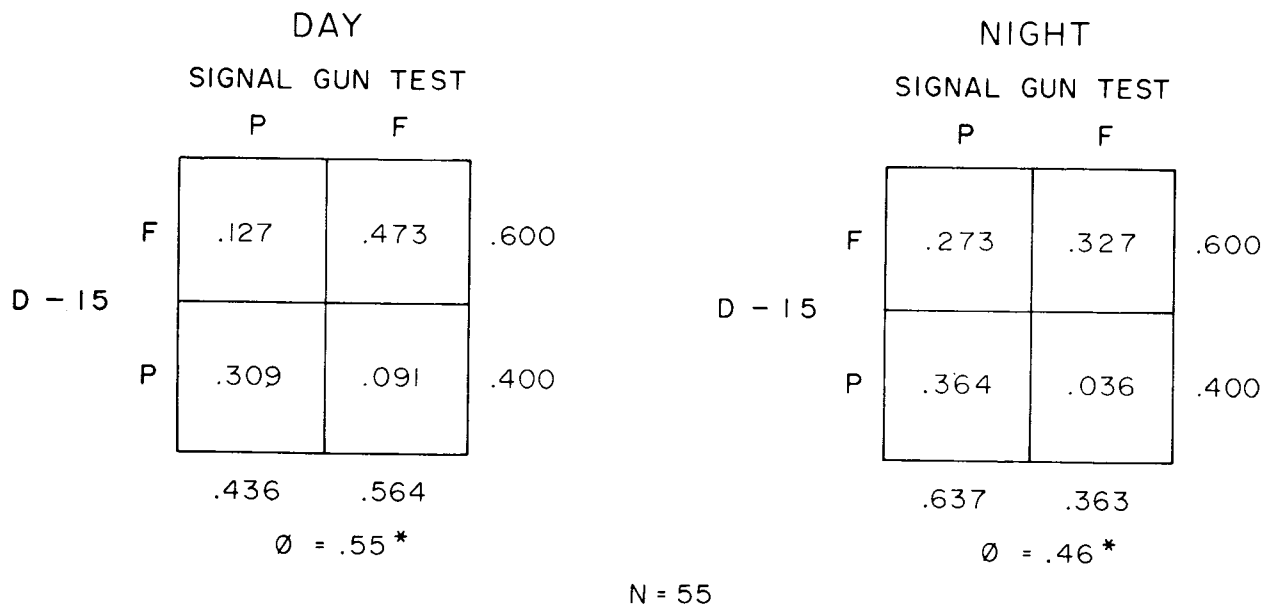 DAY
SIGNAL GUN TEST
P F
F .127 .473 .600
D - 15
P .309 .091 .400
.436 .564
Ø = .55*
NIGHT
SIGNAL GUN TEST
P F
F .273 .327 .600
D - 15
P .364 .036 .400
.637 .363
Ø = .46*
N = 55